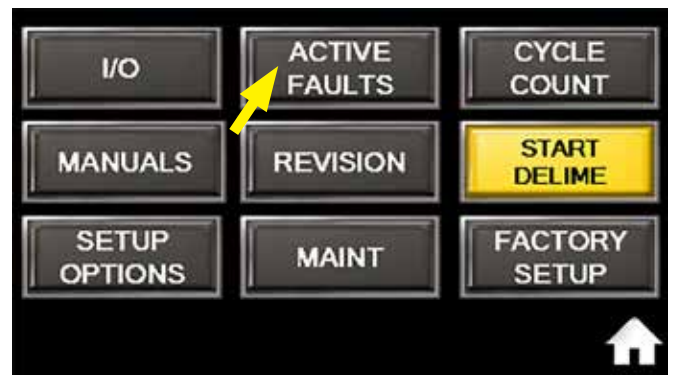 I/O
ACTIVE
FAULTS
CYCLE
COUNT
MANUALS
REVISION
START
DELIME
SETUP
OPTIONS
MAINT
FACTORY
SETUP